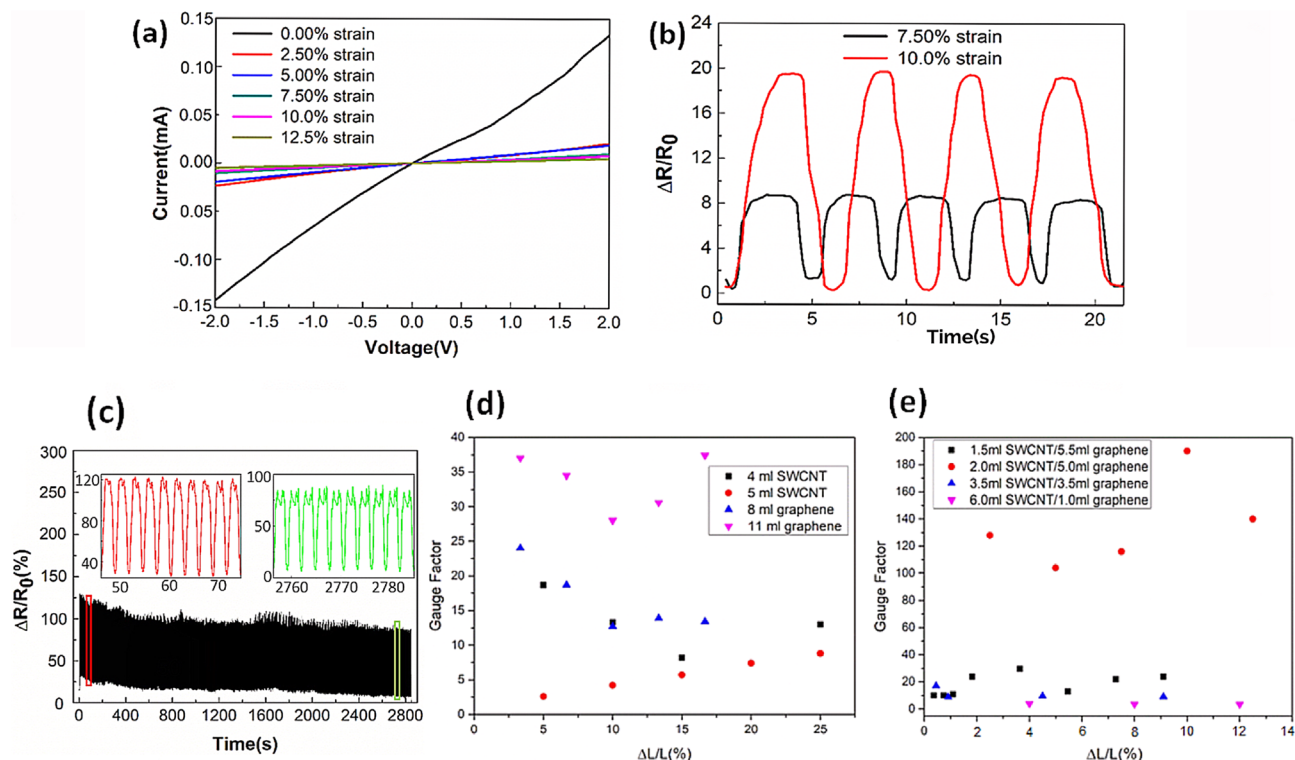 (a)
0.00% strain
2.50% strain
5.00% strain
7.50% strain
10.0% strain
12.5% strain
0.15
0.10
0.05
0.00
0.05
-0.10
0.15
-2.0 -1.5 -1.0 -0.5 0.0 0.5 1.0 1.5 2.0
Current(mA)
Voltage(V)
(b)
7.50% strain
10.0% strain
24
20
16
12
8
4
0
0 5 10 15 20
ΔR/R0
Time(s)
(c)
300
250
200
150
100
50
0
0 400 800 1200 1600 2000 2400 2800
ΔR/R0(%)
Time(s)
120
80
40
50 60 70
100
50
0
2760 2770 2780
(d)
4 ml SWCNT
5 ml SWCNT
8 ml graphene
11 ml graphene
40
35
30
25
20
15
10
5
0
0 5 10 15 20 25
Gauge Factor
ΔL/L(%)
(e)
1.5ml SWCNT/5.5ml graphene
2.0ml SWCNT/5.0ml graphene
3.5ml SWCNT/3.5ml graphene
6.0ml SWCNT/1.0ml graphene
200
180
160
140
120
100
80
60
40
20
0
0 2 4 6 8 10 12 14
Gauge Factor
ΔL/L(%)